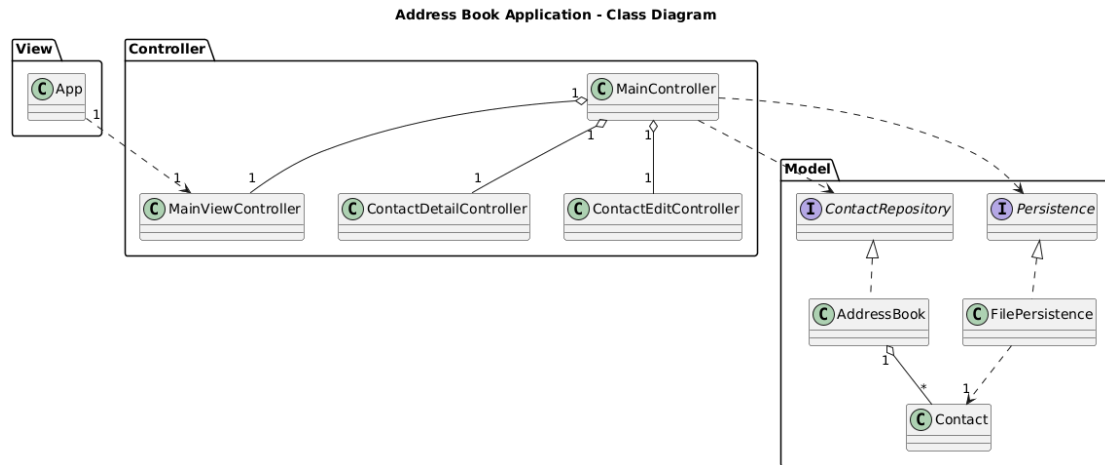 Address Book Application - Class Diagram
View
Controller
C App
C MainController
1
1
1
1
1
1
1
1
Model
C MainViewController
C ContactDetailController
C ContactEditController
I ContactRepository
I Persistence
C AddressBook
C FilePersistence
1
*
1
C Contact